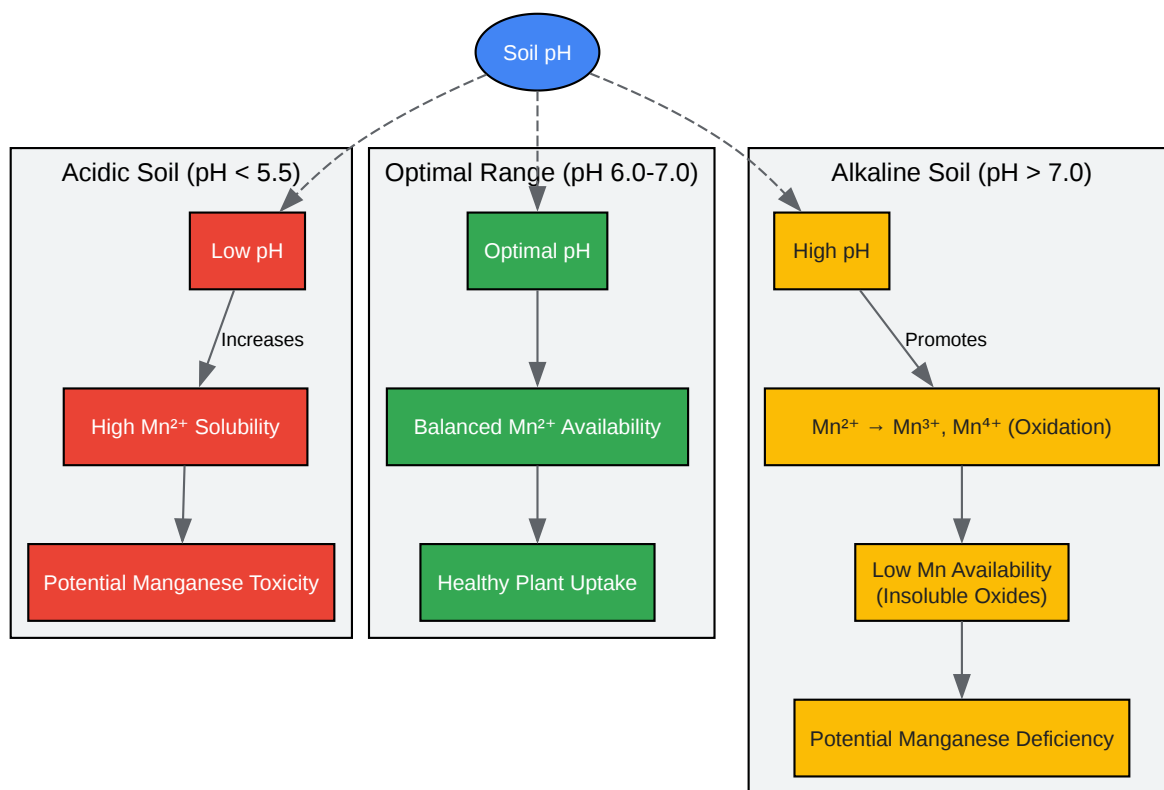 Soil pH
Acidic Soil (pH < 5.5)
Low pH
Increases
High Mn²⁺ Solubility
Potential Manganese Toxicity
Optimal Range (pH 6.0-7.0)
Optimal pH
Balanced Mn²⁺ Availability
Healthy Plant Uptake
Alkaline Soil (pH > 7.0)
High pH
Promotes
Mn²⁺ → Mn³⁺, Mn⁴⁺ (Oxidation)
Low Mn Availability
(Insoluble Oxides)
Potential Manganese Deficiency